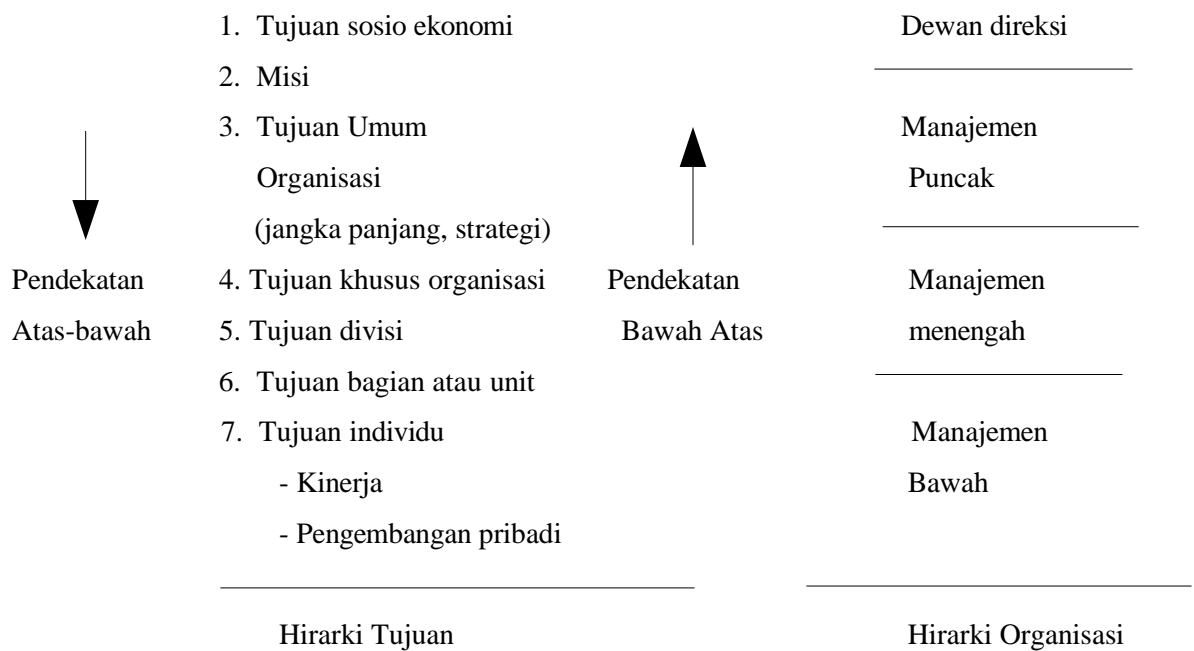 1. Tujuan sosio ekonomi Dewan direksi
2. Misi
3. Tujuan Umum Manajemen
Organisasi Puncak
(jangka panjang, strategi)
Pendekatan 4. Tujuan khusus organisasi Pendekatan Manajemen
Atas-bawah 5. Tujuan divisi Bawah Atas menengah
6. Tujuan bagian atau unit
7. Tujuan individu Manajemen
- Kinerja Bawah
- Pengembangan pribadi
Hirarki Tujuan Hirarki Organisasi